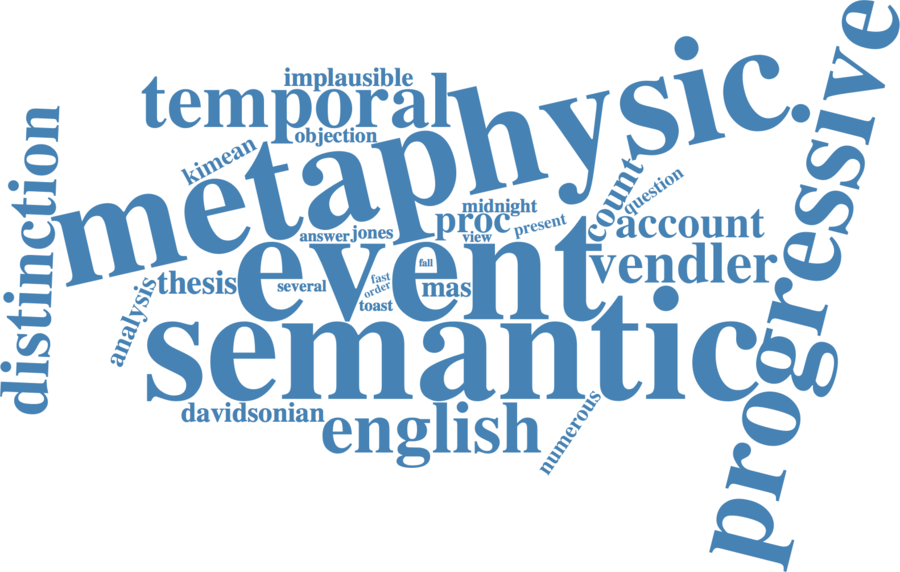 implausible
temporal
objection
kimean
metaphysic
progressive
distinction
midnight
count
question
proc
present
account
answer
jones
view
event
vendler
fall
fast
order
several
thesis
mas
toast
analysis
semantic
davidsonian
english
numerous